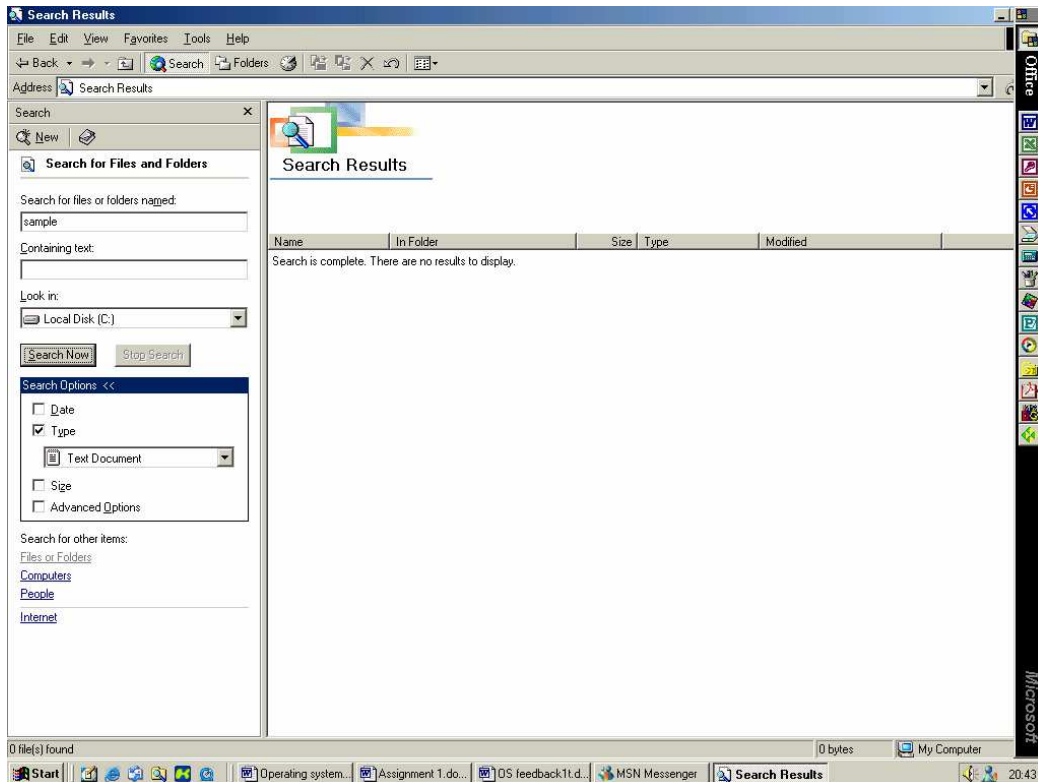 Search Results
File Edit View Favorites Tools Help
Back Search Folders
Address Search Results
Search
New
Search for Files and Folders
Search for files or folders named:
sample
Containing text:
Look in:
Local Disk (C:)
Search Now Stop Search
Search Options <<
Date
Type
Text Document
Size
Advanced Options
Search for other items:
Files or Folders
Computers
People
Internet
Search Results
Name In Folder Size Type Modified
Search is complete. There are no results to display.
Office
Microsoft
0 file(s) found 0 bytes My Computer
Start Operating system... Assignment 1.do... OS feedback1t.d... MSN Messenger Search Results 20:43